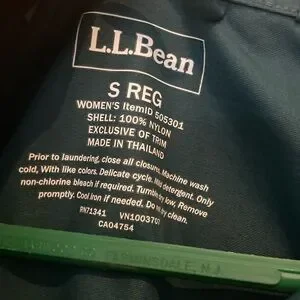 L.L.Bean
S REG
WOMEN'S ItemID 505301
SHELL: 100% NYLON
EXCLUSIVE OF TRIM
MADE IN THAILAND
Prior to laundering, close all closures. Machine wash
cold, With like colors. Delicate cycle. Mild detergent. Only
non-chlorine bleach if required. Tumble dry low. Remove
promptly. Cool iron if needed. Do not dry clean.
RN71341 VN1003707
CA04754